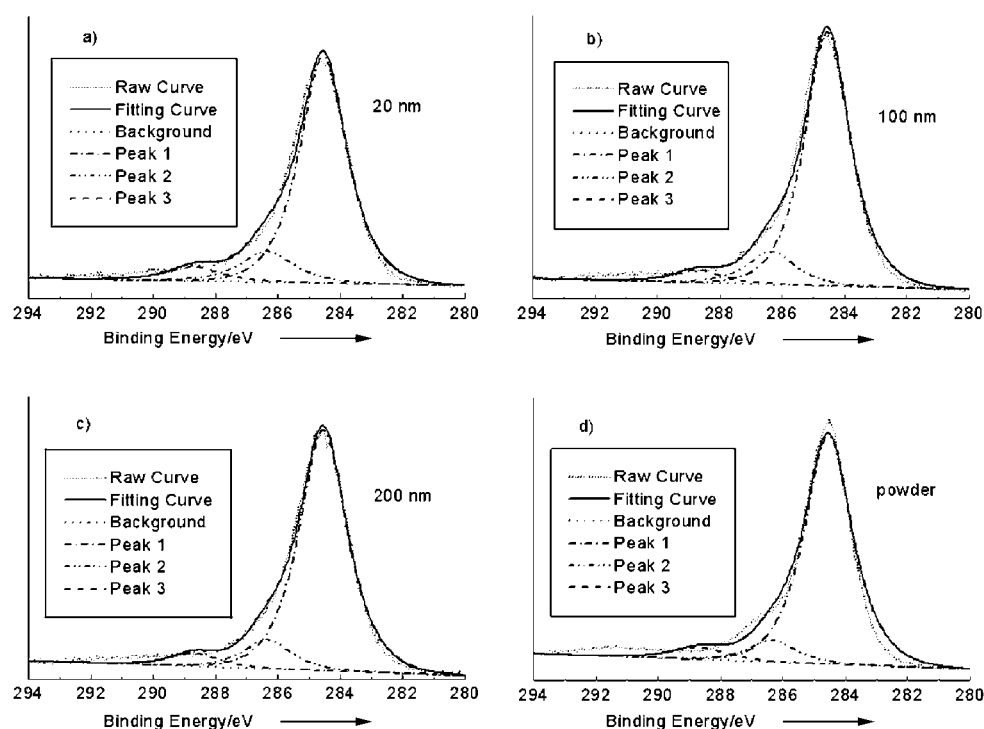 a)
Raw Curve
Fitting Curve
Background
Peak 1
Peak 2
Peak 3
20 nm
294 292 290 288 286 284 282 280
Binding Energy/eV
b)
Raw Curve
Fitting Curve
Background
Peak 1
Peak 2
Peak 3
100 nm
294 292 290 288 286 284 282 280
Binding Energy/eV
c)
Raw Curve
Fitting Curve
Background
Peak 1
Peak 2
Peak 3
200 nm
294 292 290 288 286 284 282 280
Binding Energy/eV
d)
Raw Curve
Fitting Curve
Background
Peak 1
Peak 2
Peak 3
powder
294 292 290 288 286 284 282 280
Binding Energy/eV